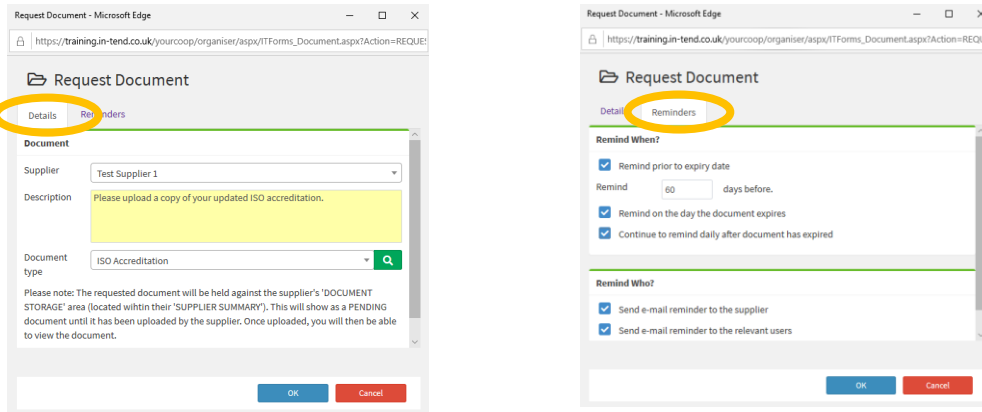 Request Document - Microsoft Edge
https://training.in-tend.co.uk/yourcoop/organiser/aspx/ITForms_Document.aspx?Action=REQUES
Request Document
Details Reminders
Document
Supplier Test Supplier 1
Description Please upload a copy of your updated ISO accreditation.
Document type ISO Accreditation
Please note: The requested document will be held against the supplier's 'DOCUMENT
STORAGE' area (located wihtin their 'SUPPLIER SUMMARY'). This will show as a PENDING
document until it has been uploaded by the supplier. Once uploaded, you will then be able
to view the document.
OK Cancel
Request Document - Microsoft Edge
https://training.in-tend.co.uk/yourcoop/organiser/aspx/ITForms_Document.aspx?Action=REQU
Request Document
Detail Reminders
Remind When?
Remind prior to expiry date
Remind 60 days before.
Remind on the day the document expires
Continue to remind daily after document has expired
Remind Who?
Send e-mail reminder to the supplier
Send e-mail reminder to the relevant users
OK Cancel